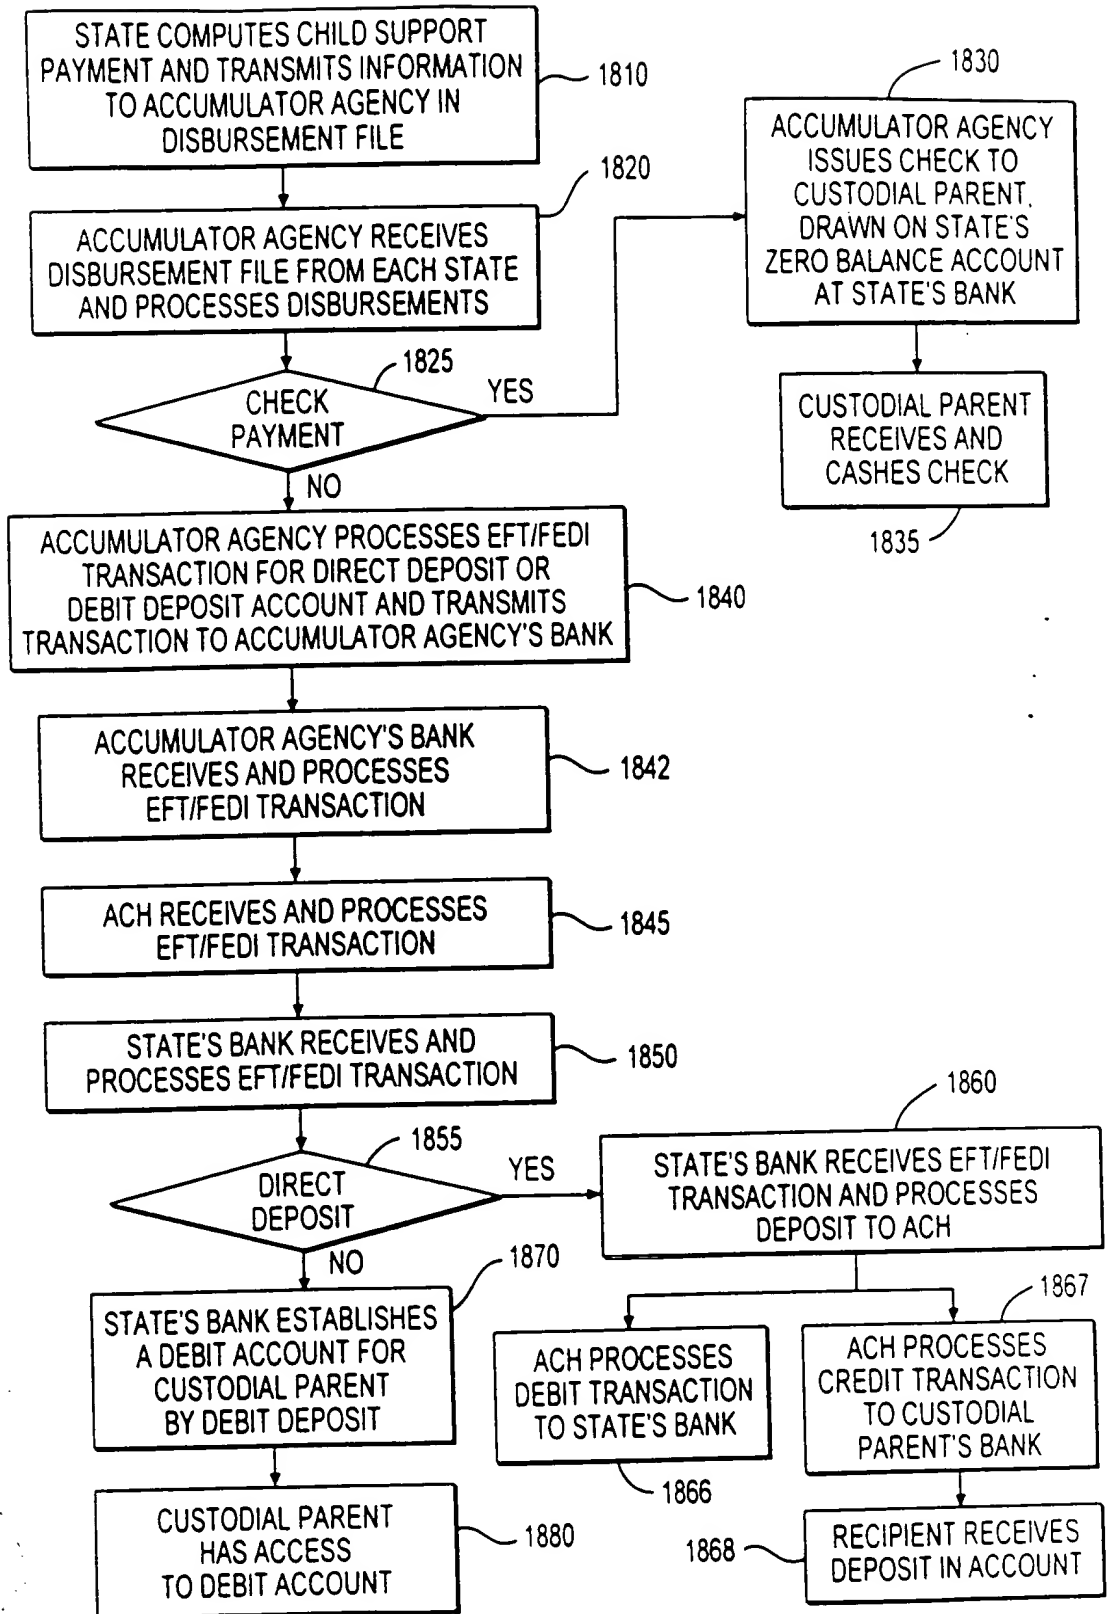 STATE COMPUTES CHILD SUPPORT
PAYMENT AND TRANSMITS INFORMATION
TO ACCUMULATOR AGENCY IN
DISBURSEMENT FILE
1810
ACCUMULATOR AGENCY RECEIVES
DISBURSEMENT FILE FROM EACH STATE
AND PROCESSES DISBURSEMENTS
1820
CHECK
PAYMENT
1825
YES
NO
1830
ACCUMULATOR AGENCY
ISSUES CHECK TO
CUSTODIAL PARENT,
DRAWN ON STATE'S
ZERO BALANCE ACCOUNT
AT STATE'S BANK
CUSTODIAL PARENT
RECEIVES AND
CASHES CHECK
1835
ACCUMULATOR AGENCY PROCESSES EFT/FEDI
TRANSACTION FOR DIRECT DEPOSIT OR
DEBIT DEPOSIT ACCOUNT AND TRANSMITS
TRANSACTION TO ACCUMULATOR AGENCY'S BANK
1840
ACCUMULATOR AGENCY'S BANK
RECEIVES AND PROCESSES
EFT/FEDI TRANSACTION
1842
ACH RECEIVES AND PROCESSES
EFT/FEDI TRANSACTION
1845
STATE'S BANK RECEIVES AND
PROCESSES EFT/FEDI TRANSACTION
1850
DIRECT
DEPOSIT
1855
YES
NO
1860
STATE'S BANK RECEIVES EFT/FEDI
TRANSACTION AND PROCESSES
DEPOSIT TO ACH
1870
STATE'S BANK ESTABLISHES
A DEBIT ACCOUNT FOR
CUSTODIAL PARENT
BY DEBIT DEPOSIT
ACH PROCESSES
DEBIT TRANSACTION
TO STATE'S BANK
1866
1867
ACH PROCESSES
CREDIT TRANSACTION
TO CUSTODIAL
PARENT'S BANK
CUSTODIAL PARENT
HAS ACCESS
TO DEBIT ACCOUNT
1880
1868
RECIPIENT RECEIVES
DEPOSIT IN ACCOUNT